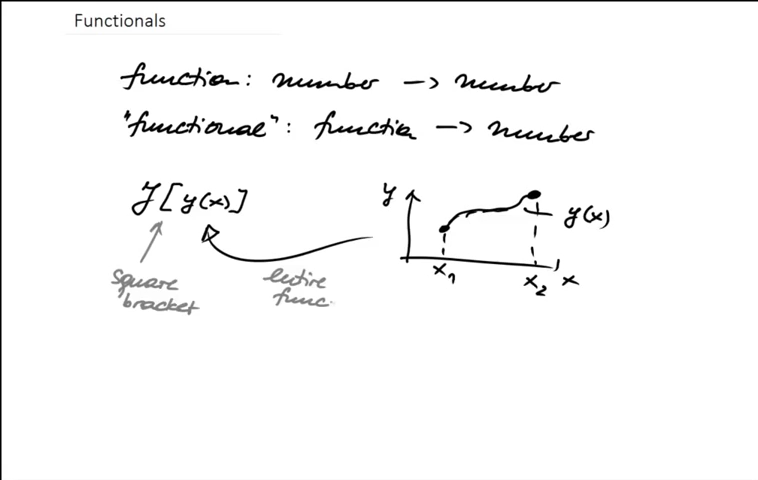 Functionals
function: number -> number
"functional": function -> number
J[y(x)]
square
bracket
entire
func.
y
y(x)
x₁
x₂
x